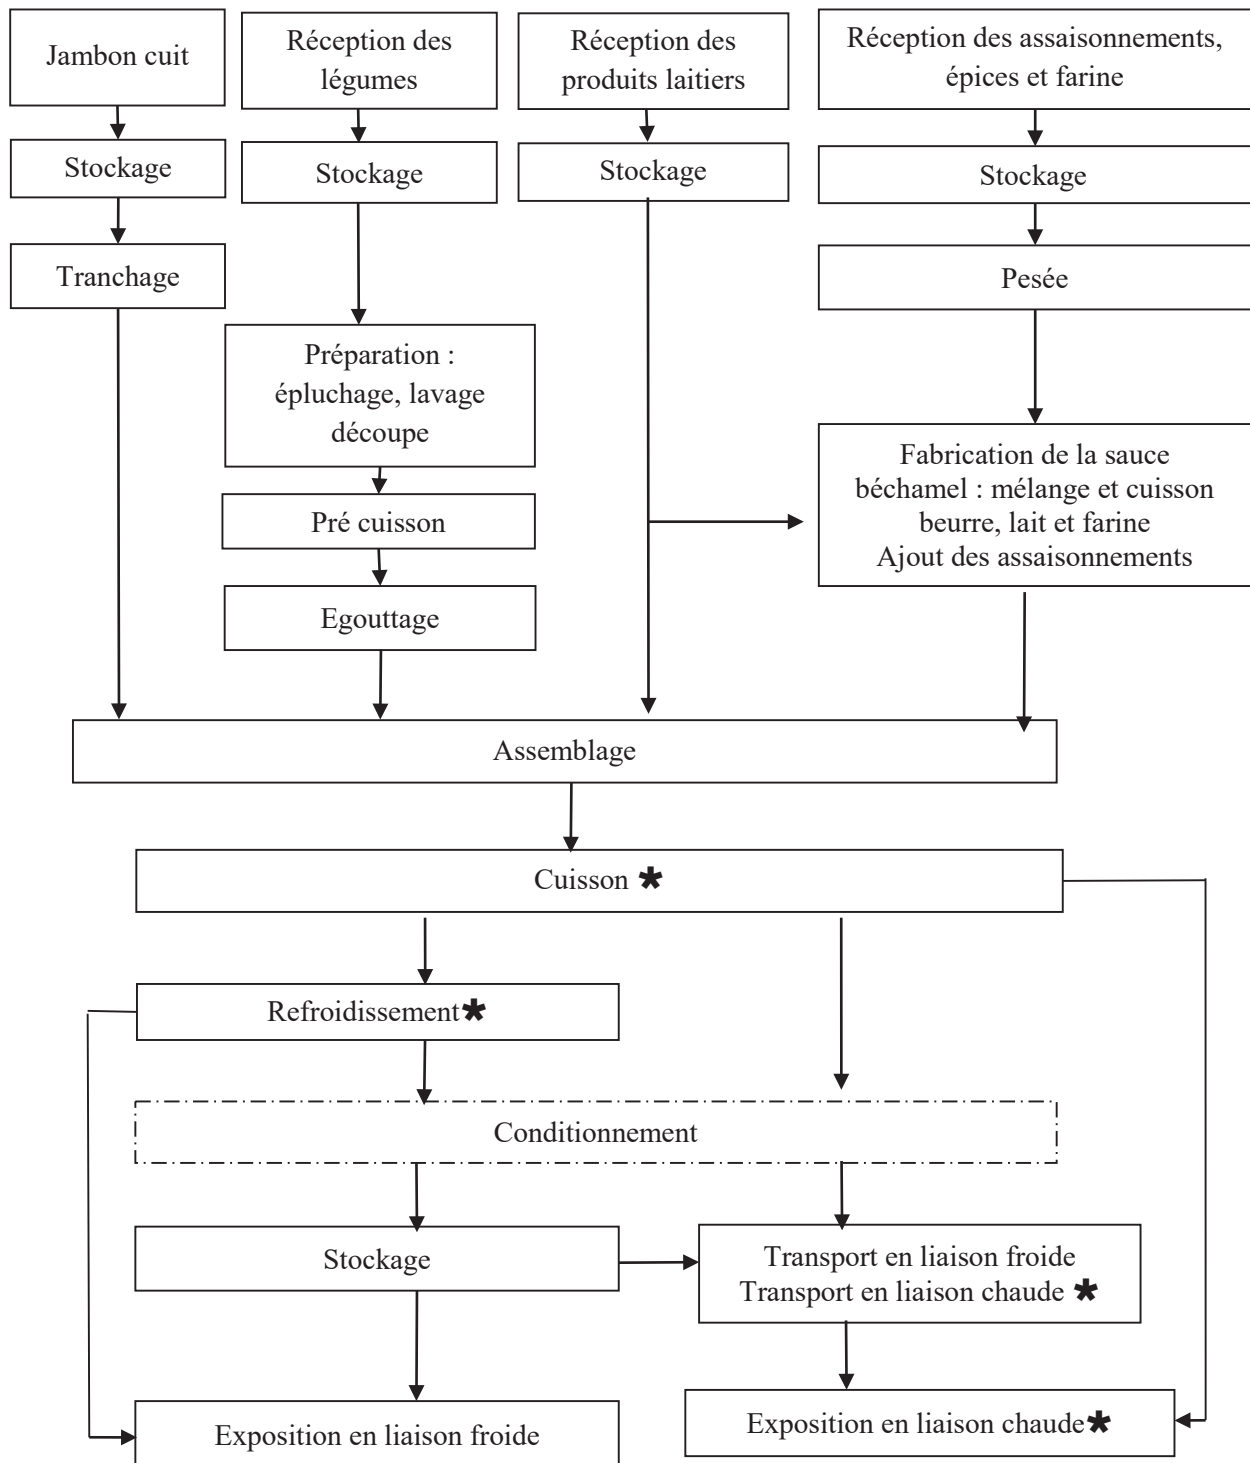 Jambon cuit
Réception des
légumes
Réception des
produits laitiers
Réception des assaisonnements,
épices et farine
Stockage
Stockage
Stockage
Stockage
Tranchage
Pesée
Préparation :
épluchage, lavage
découpe
Pré cuisson
Egouttage
Fabrication de la sauce
béchamel : mélange et cuisson
beurre, lait et farine
Ajout des assaisonnements
Assemblage
Cuisson *
Refroidissement*
Conditionnement
Stockage
Transport en liaison froide
Transport en liaison chaude *
Exposition en liaison froide
Exposition en liaison chaude*